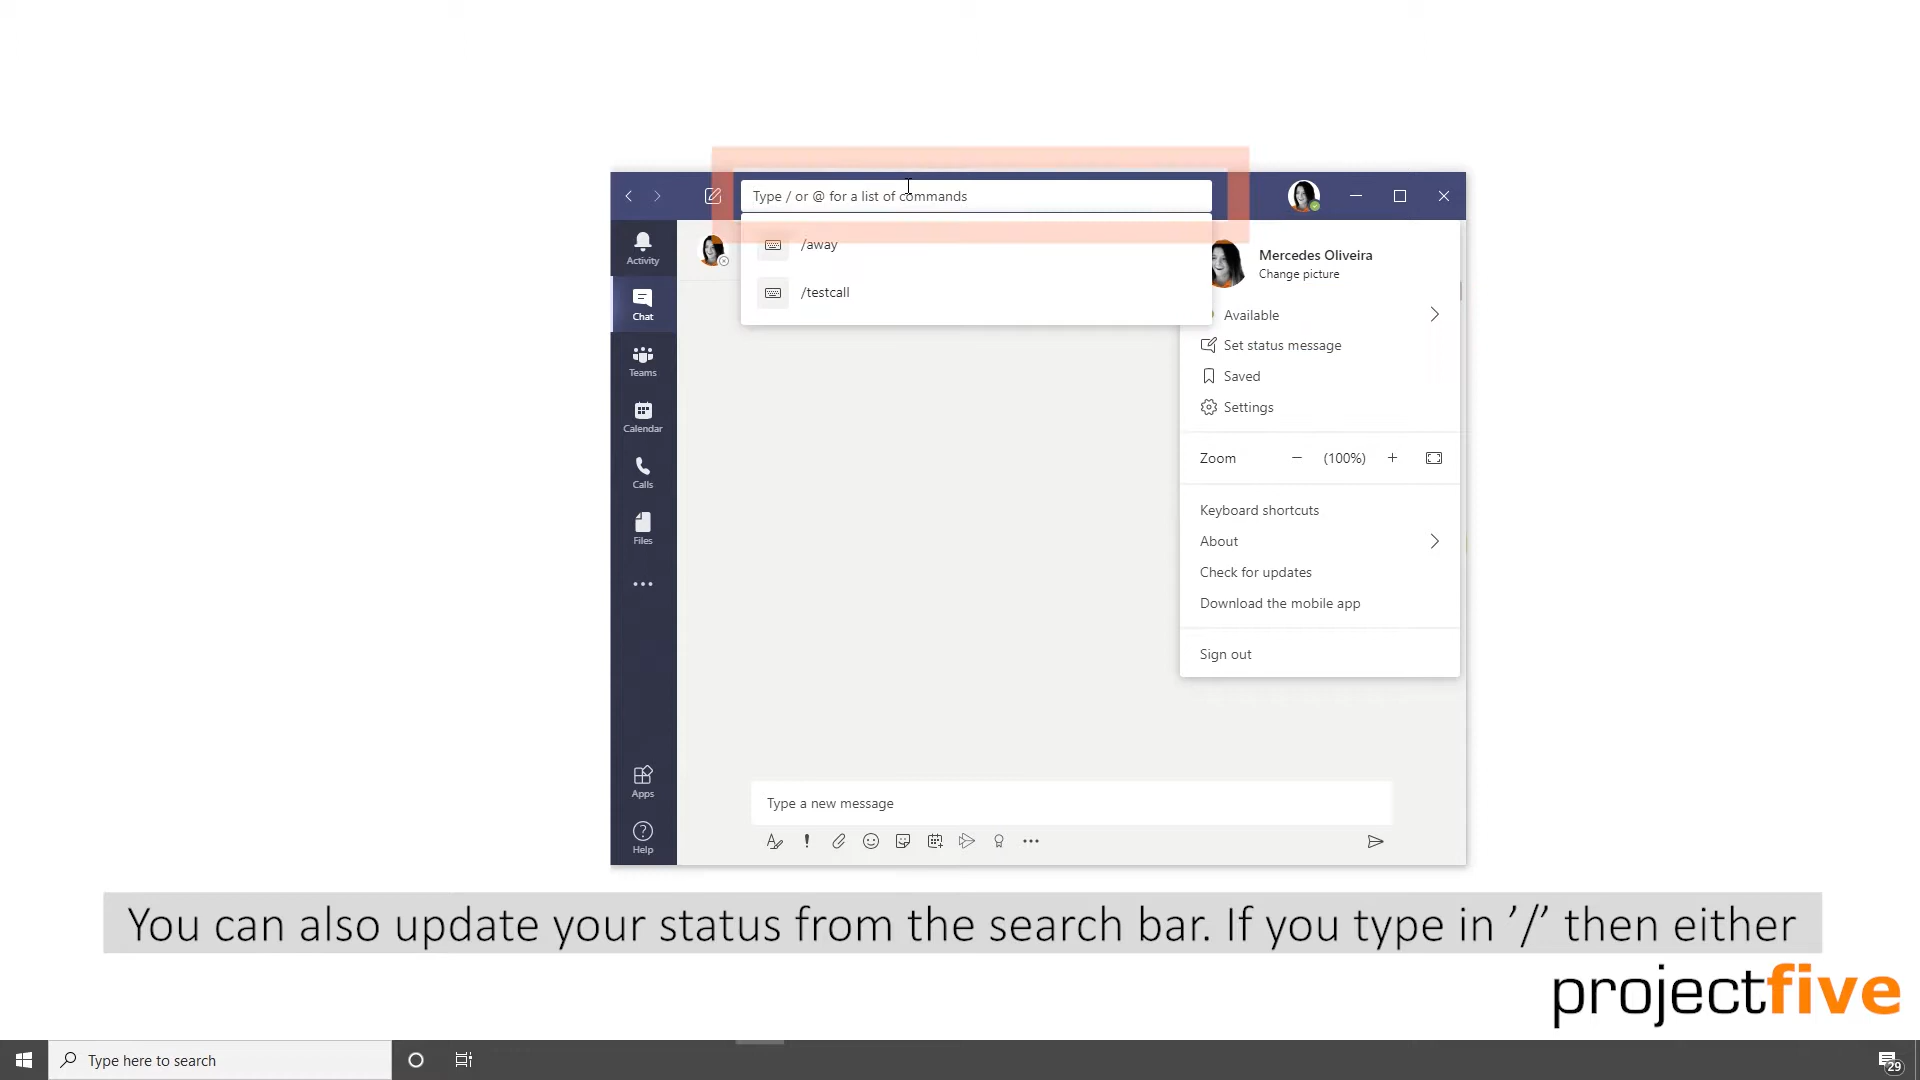 Type / or @ for a list of commands
/away
/testcall
Activity
Chat
Teams
Calendar
Calls
Files
Apps
Help
Mercedes Oliveira
Change picture
Available
Set status message
Saved
Settings
Zoom
(100%)
Keyboard shortcuts
About
Check for updates
Download the mobile app
Sign out
Type a new message
You can also update your status from the search bar. If you type in '/' then either
projectfive
Type here to search
29